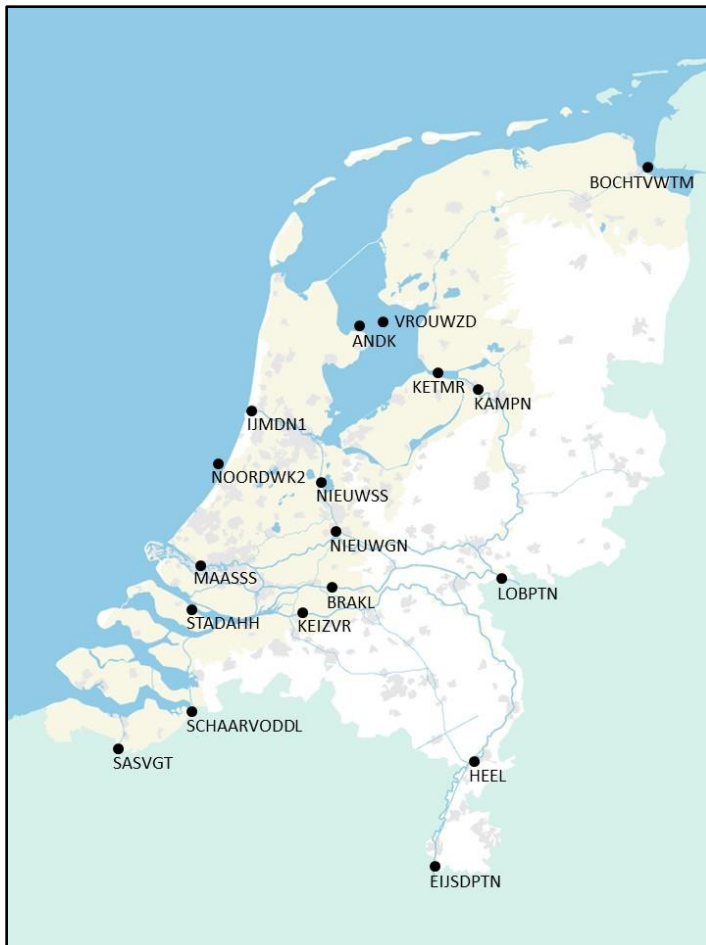 BOCHTVWTM
VROUWZD
ANDK
KETMR
KAMPN
IJMDN1
NOORDWK2
NIEUWSS
NIEUWGN
MAASSS
LOBPTN
BRAKL
STADAHH
KEIZVR
SCHAARVODDL
SASVGT
HEEL
EIJSDPTN